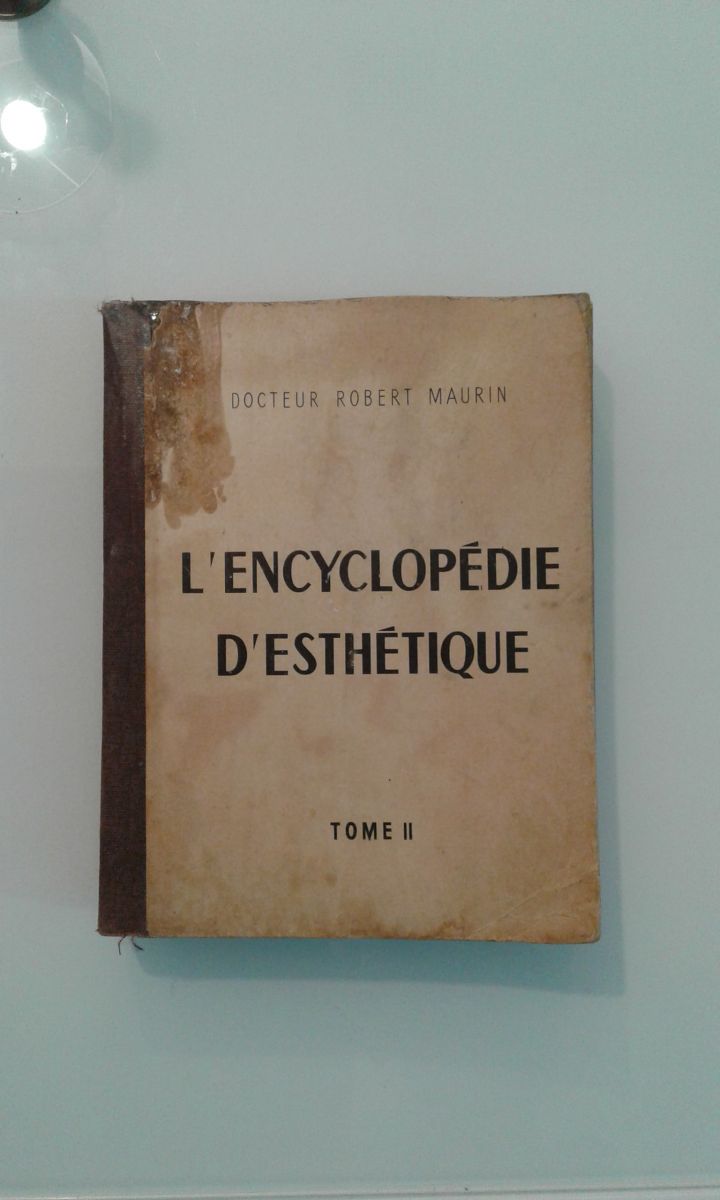 DOCTEUR ROBERT MAURIN
L'ENCYCLOPÉDIE
D'ESTHÉTIQUE
TOME II